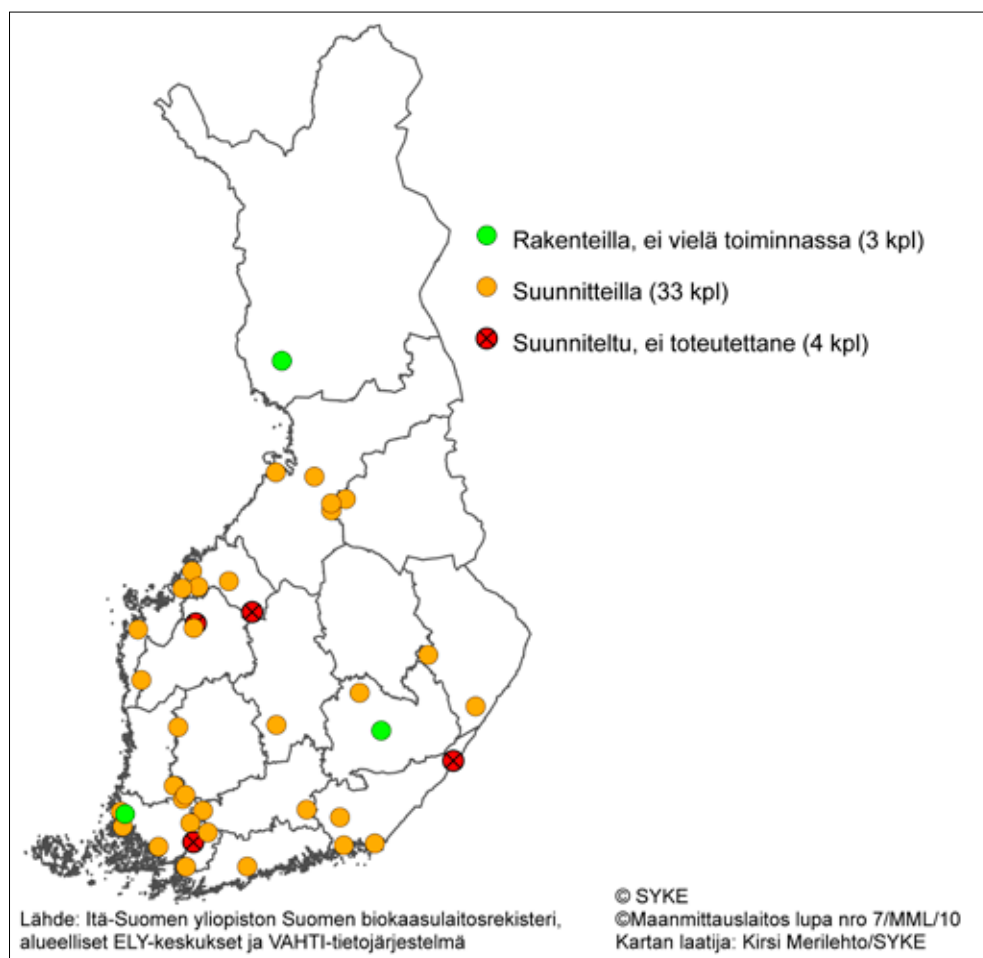 Rakenteilla, ei vielä toiminnassa (3 kpl)
Suunnitteilla (33 kpl)
Suunniteltu, ei toteutettane (4 kpl)
Lähde: Itä-Suomen yliopiston Suomen biokaasulaitosrekisteri,
alueelliset ELY-keskukset ja VAHTI-tietojärjestelmä
© SYKE
©Maanmittauslaitos lupa nro 7/MML/10
Kartan laatija: Kirsi Merilehto/SYKE